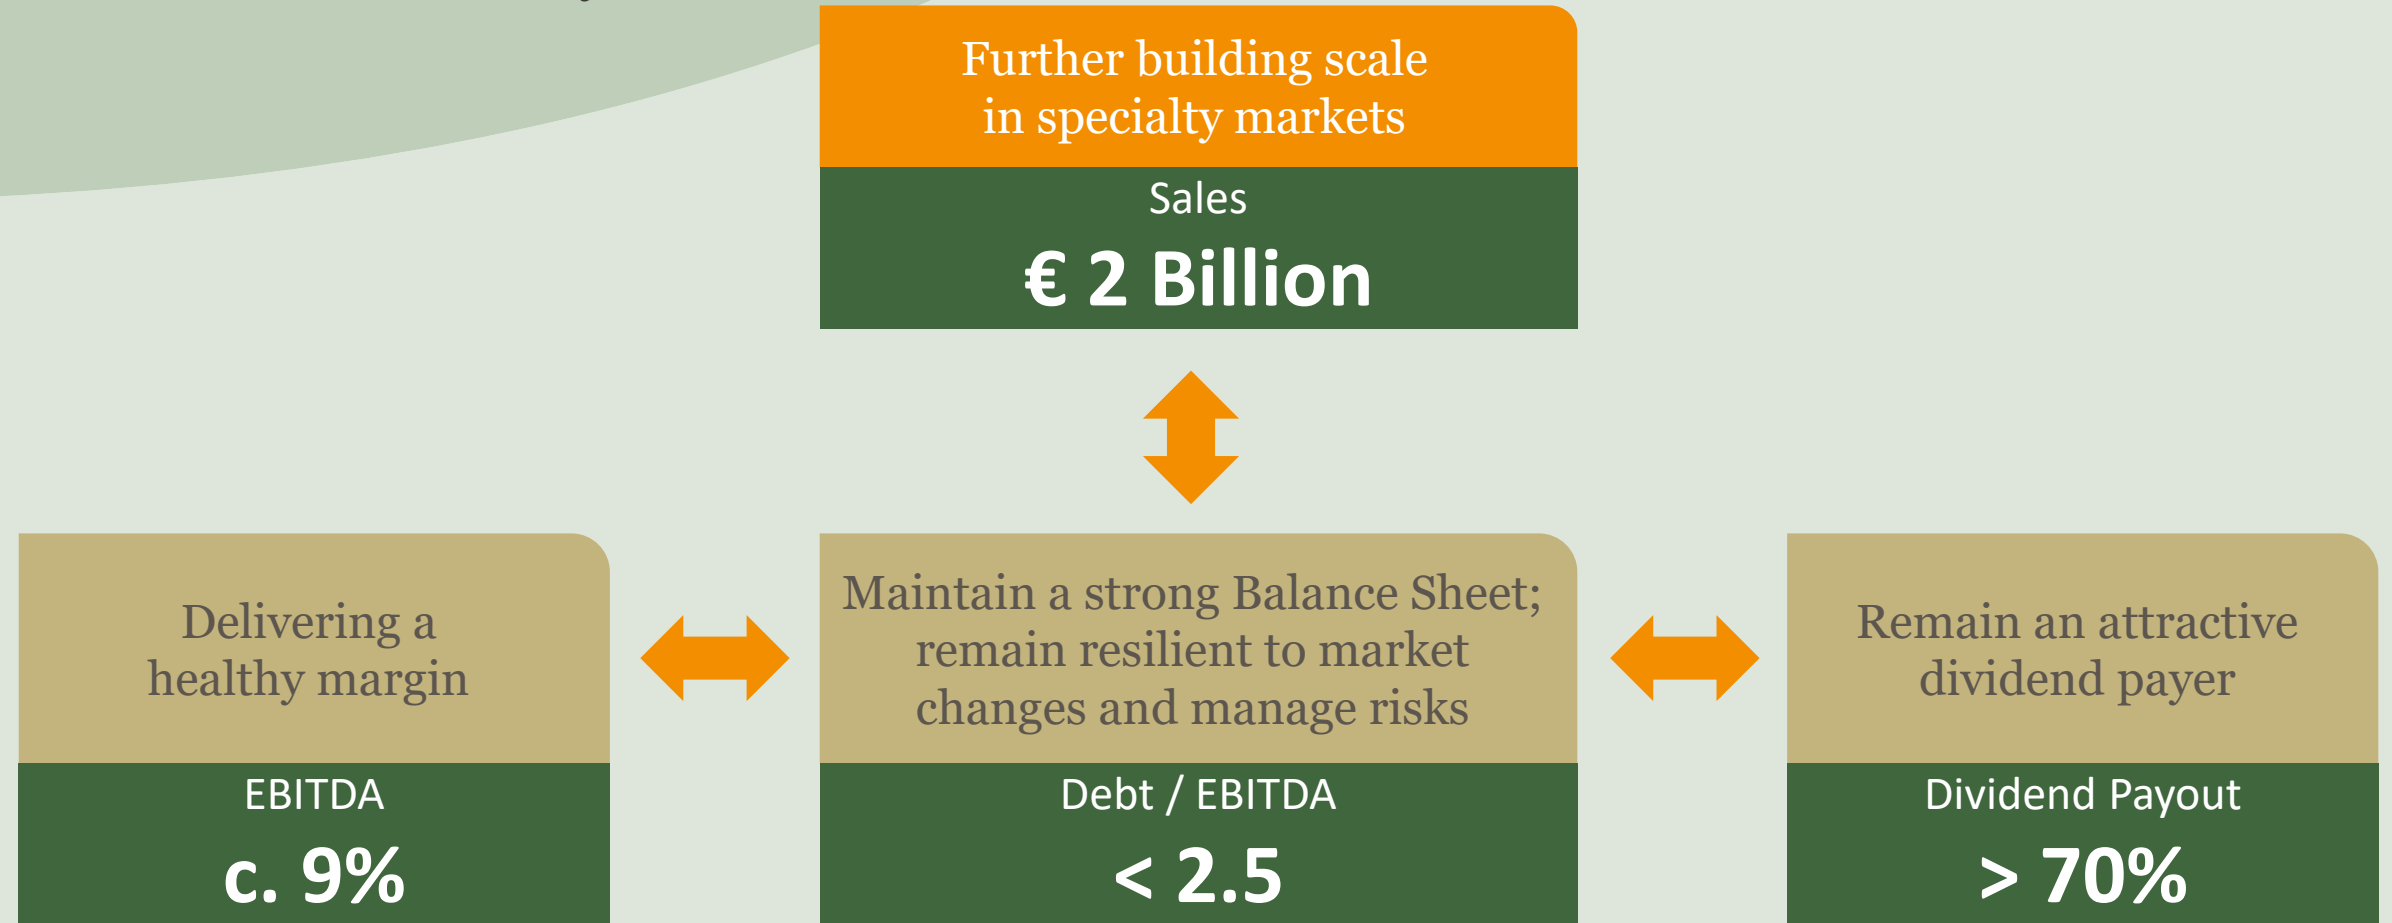 Further building scale
in specialty markets
Sales
€ 2 Billion
Delivering a
healthy margin
EBITDA
c. 9%
Maintain a strong Balance Sheet;
remain resilient to market
changes and manage risks
Debt / EBITDA
< 2.5
Remain an attractive
dividend payer
Dividend Payout
> 70%